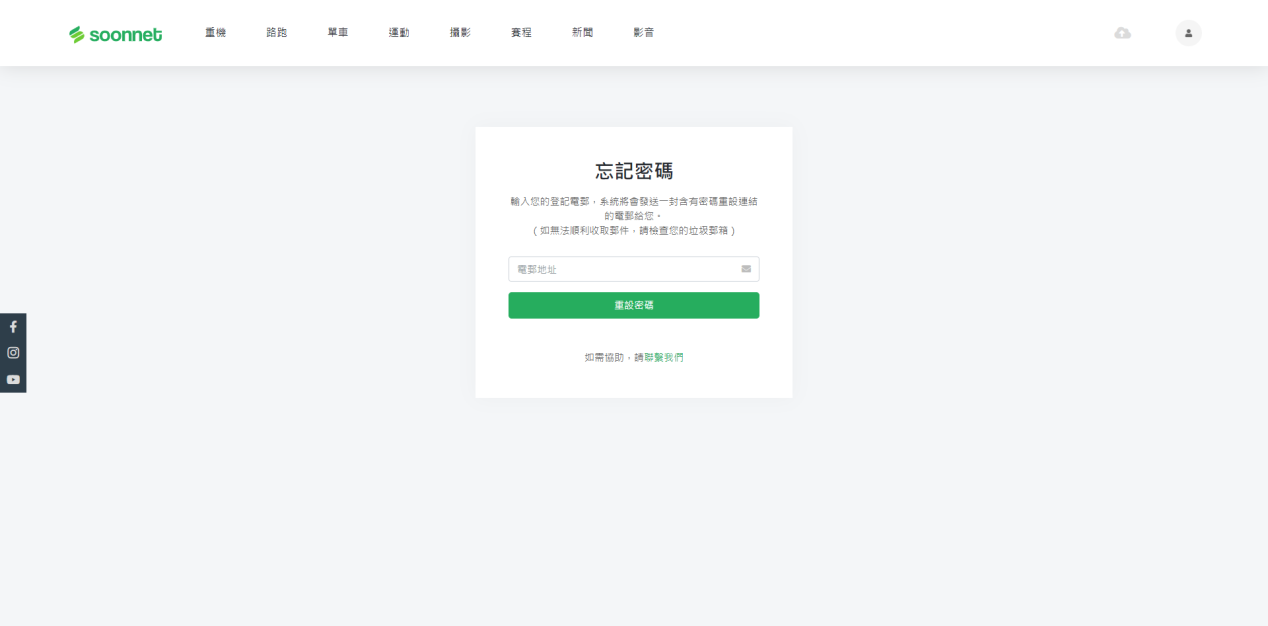 soonnet
重機 路跑 單車 運動 攝影 賽程 新聞 影音
忘記密碼
輸入您的登記電郵，系統將會發送一封含有密碼重設連結
的電郵給您。
( 如無法順利收取郵件，請檢查您的垃圾郵箱 )
電郵地址
重設密碼
如需協助，請聯繫我們